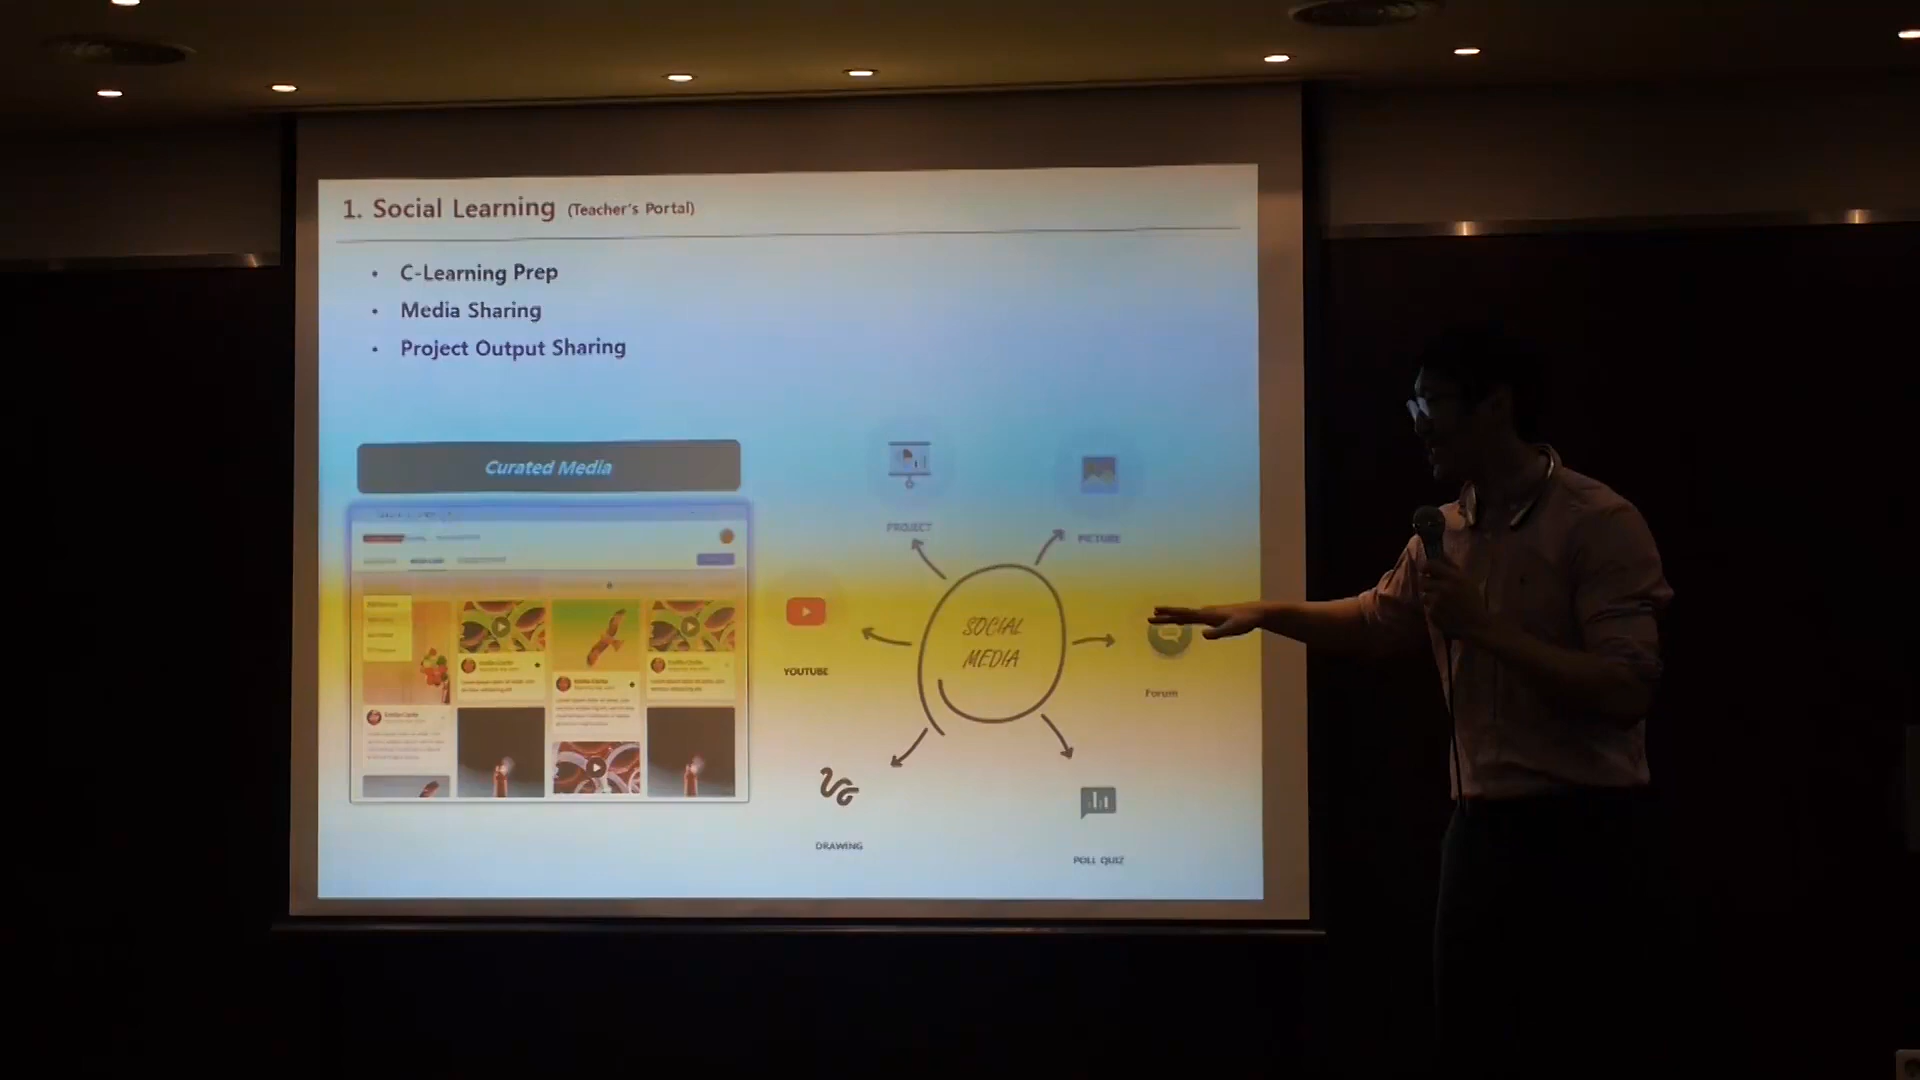 1. Social Learning (Teacher's Portal)
• C-Learning Prep
• Media Sharing
• Project Output Sharing
Curated Media
PROJECT
PICTURE
SOCIAL
MEDIA
YOUTUBE
Forum
DRAWING
POLL QUIZ